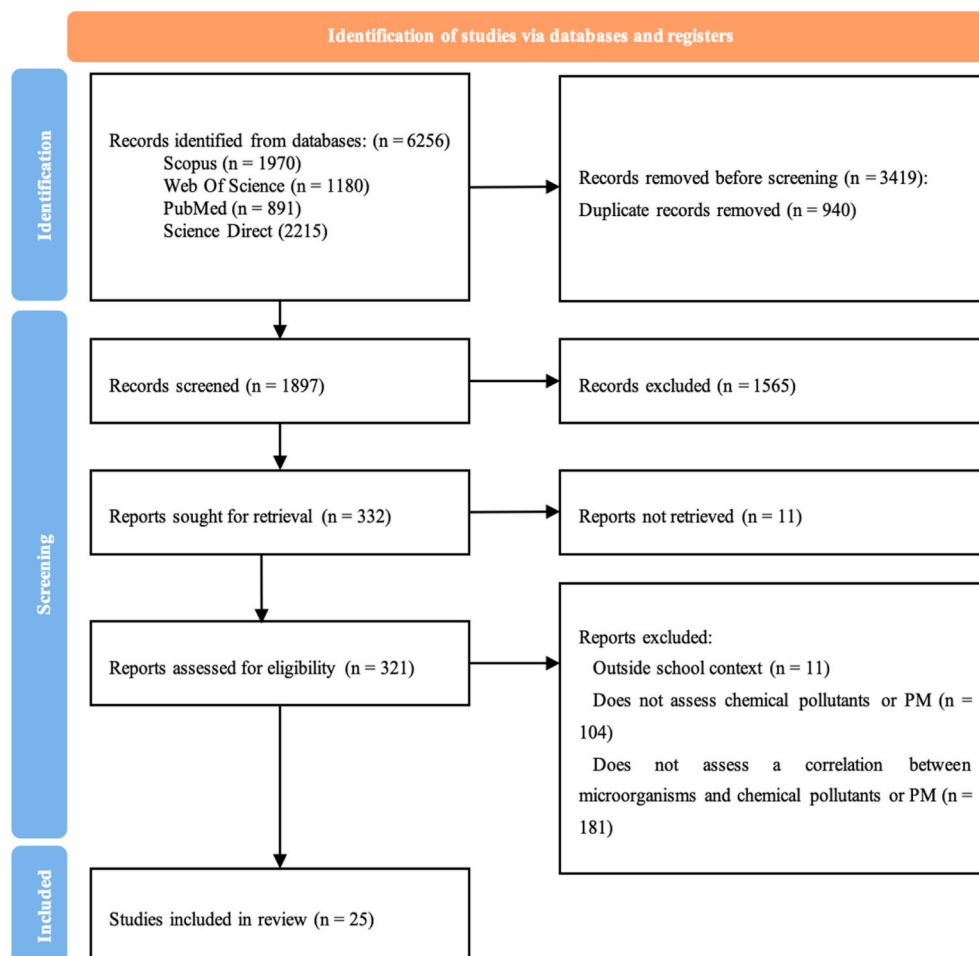 Identification of studies via databases and registers
Identification
Records identified from databases: (n = 6256)
Scopus (n = 1970)
Web Of Science (n = 1180)
PubMed (n = 891)
Science Direct (2215)
Records removed before screening (n = 3419):
Duplicate records removed (n = 940)
Screening
Records screened (n = 1897)
Records excluded (n = 1565)
Reports sought for retrieval (n = 332)
Reports not retrieved (n = 11)
Reports assessed for eligibility (n = 321)
Reports excluded:
Outside school context (n = 11)
Does not assess chemical pollutants or PM (n =
104)
Does not assess a correlation between
microorganisms and chemical pollutants or PM (n =
181)
Included
Studies included in review (n = 25)